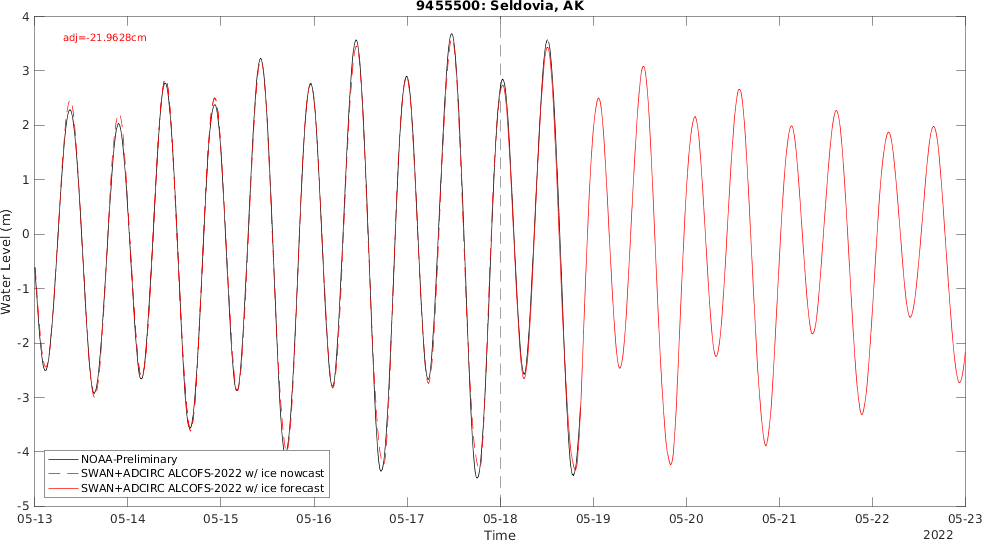 9455500: Seldovia, AK
adj=-21.9628cm
4
3
2
1
0
-1
-2
-3
-4
-5
Water Level (m)
NOAA-Preliminary
SWAN+ADCIRC ALCOFS-2022 w/ ice nowcast
SWAN+ADCIRC ALCOFS-2022 w/ ice forecast
05-13 05-14 05-15 05-16 05-17 05-18 05-19 05-20 05-21 05-22 05-23
Time
2022